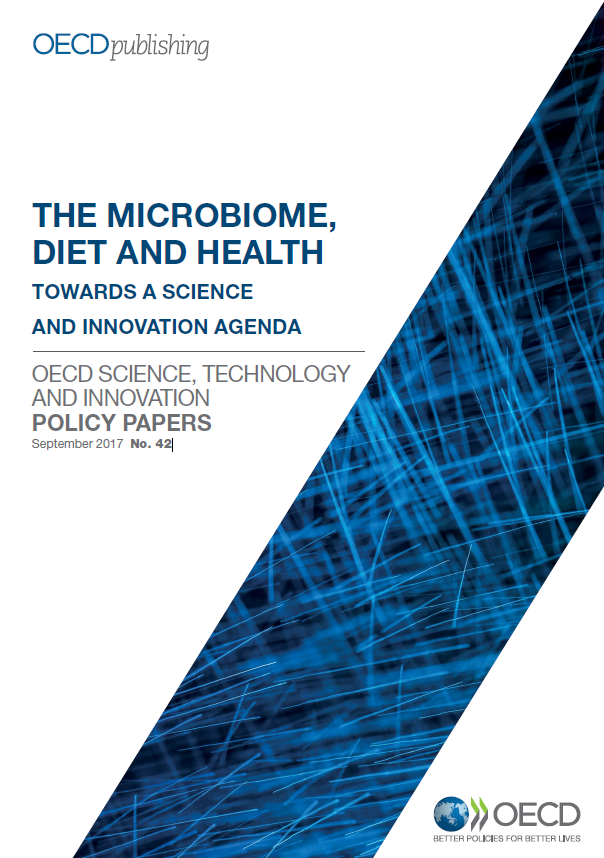 OECDpublishing
THE MICROBIOME,
DIET AND HEALTH
TOWARDS A SCIENCE
AND INNOVATION AGENDA
OECD SCIENCE, TECHNOLOGY
AND INNOVATION
POLICY PAPERS
September 2017 No. 42
OECD
BETTER POLICIES FOR BETTER LIVES